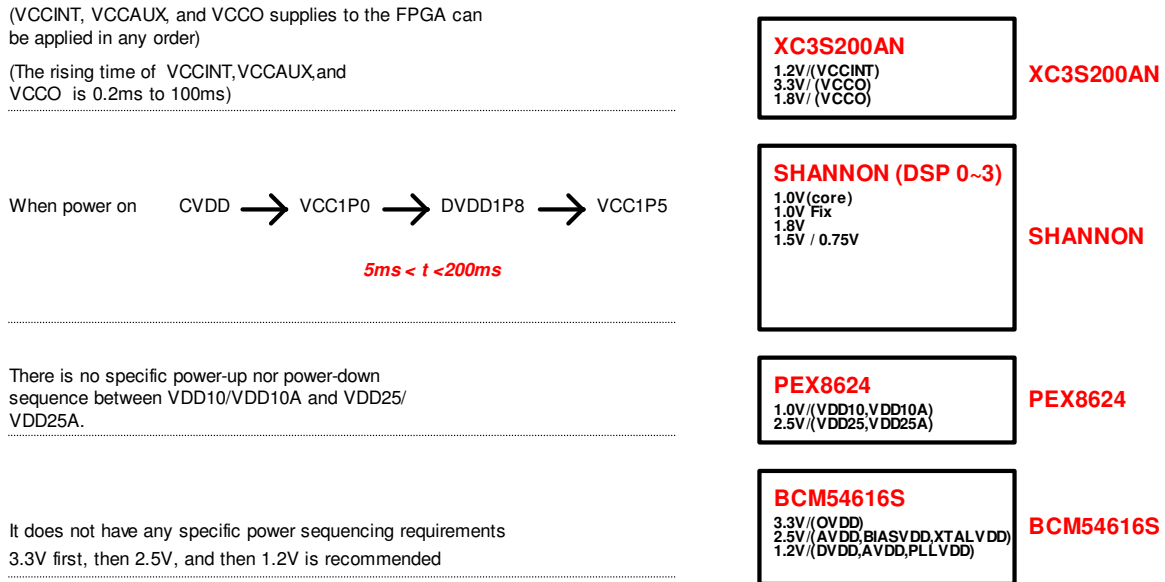 (VCCINT, VCCAUX, and VCCO supplies to the FPGA can
be applied in any order)
(The rising time of VCCINT,VCCAUX,and
VCCO is 0.2ms to 100ms)
XC3S200AN
1.2V/(VCCINT)
3.3V/ (VCCO)
1.8V/ (VCCO)
XC3S200AN
When power on CVDD VCC1P0 DVDD1P8 VCC1P5
5ms < t <200ms
SHANNON (DSP 0~3)
1.0V(core)
1.0V Fix
1.8V
1.5V / 0.75V
SHANNON
There is no specific power-up nor power-down
sequence between VDD10/VDD10A and VDD25/
VDD25A.
PEX8624
1.0V/(VDD10,VDD10A)
2.5V/(VDD25,VDD25A)
PEX8624
It does not have any specific power sequencing requirements
3.3V first, then 2.5V, and then 1.2V is recommended
BCM54616S
3.3V/(OVDD)
2.5V/(AVDD,BIASVDD,XTALVDD)
1.2V/(DVDD,AVDD,PLLVDD)
BCM54616S